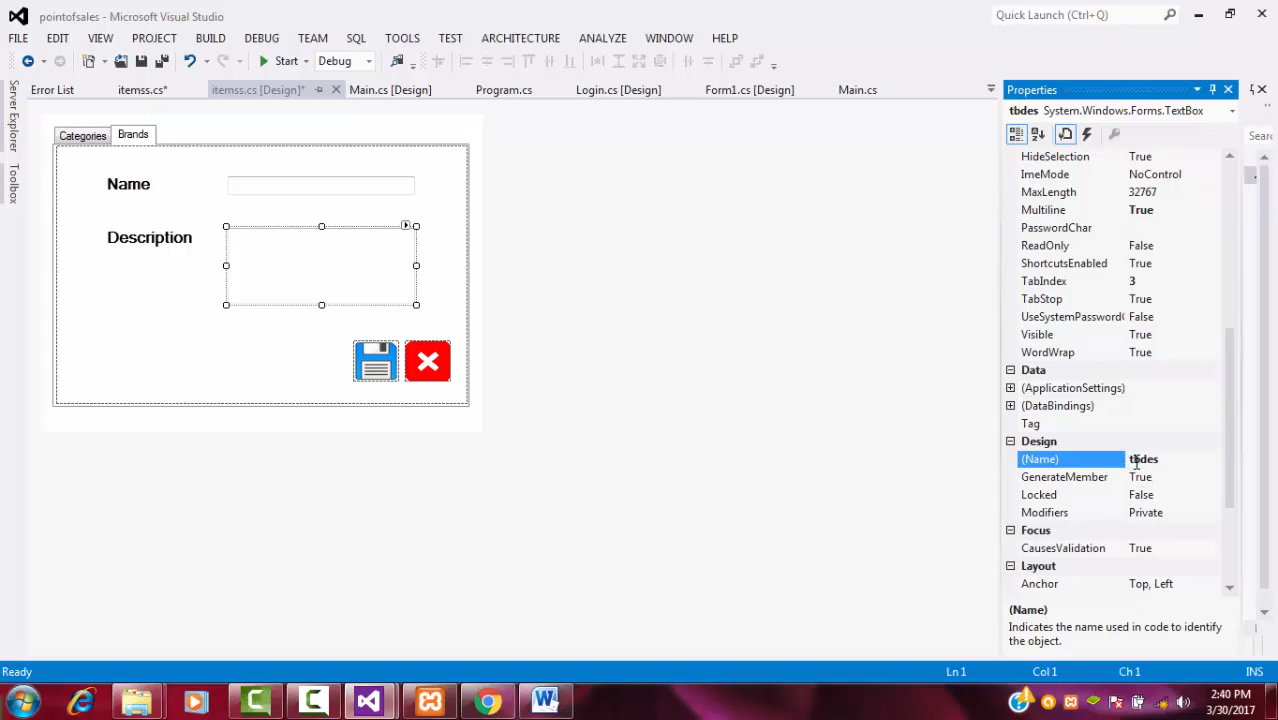 pointofsales - Microsoft Visual Studio
Quick Launch (Ctrl+Q)
FILE EDIT VIEW PROJECT BUILD DEBUG TEAM SQL TOOLS TEST ARCHITECTURE ANALYZE WINDOW HELP
Start Debug
Error List itemss.cs* itemss.cs [Design]* Main.cs [Design] Program.cs Login.cs [Design] Form1.cs [Design] Main.cs
Server Explorer
Toolbox
Categories Brands
Name
Description
Properties
tbdes System.Windows.Forms.TextBox
Sear
HideSelection True
ImeMode NoControl
MaxLength 32767
Multiline True
PasswordChar
ReadOnly False
ShortcutsEnabled True
TabIndex 3
TabStop True
UseSystemPassword False
Visible True
WordWrap True
Data
(ApplicationSettings)
(DataBindings)
Tag
Design
(Name) tbdes
GenerateMember True
Locked False
Modifiers Private
Focus
CausesValidation True
Layout
Anchor Top, Left
(Name)
Indicates the name used in code to identify
the object.
Ready Ln 1 Col 1 Ch 1 INS
2:40 PM
3/30/2017